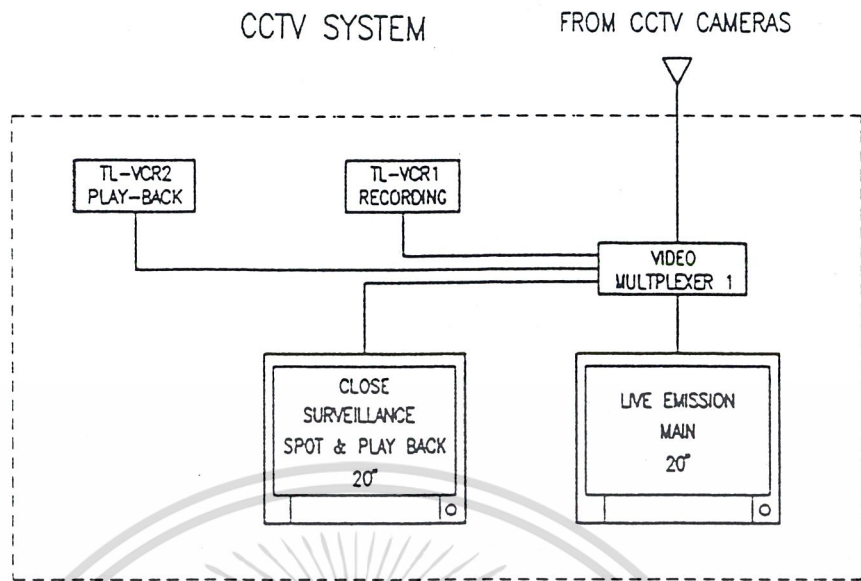 CCTV SYSTEM
FROM CCTV CAMERAS
TL-VCR2
PLAY-BACK
TL-VCR1
RECORDING
VIDEO
MULTPLEXER 1
CLOSE
SURVEILLANCE
SPOT & PLAY BACK
20"
LIVE EMISSION
MAIN
20"